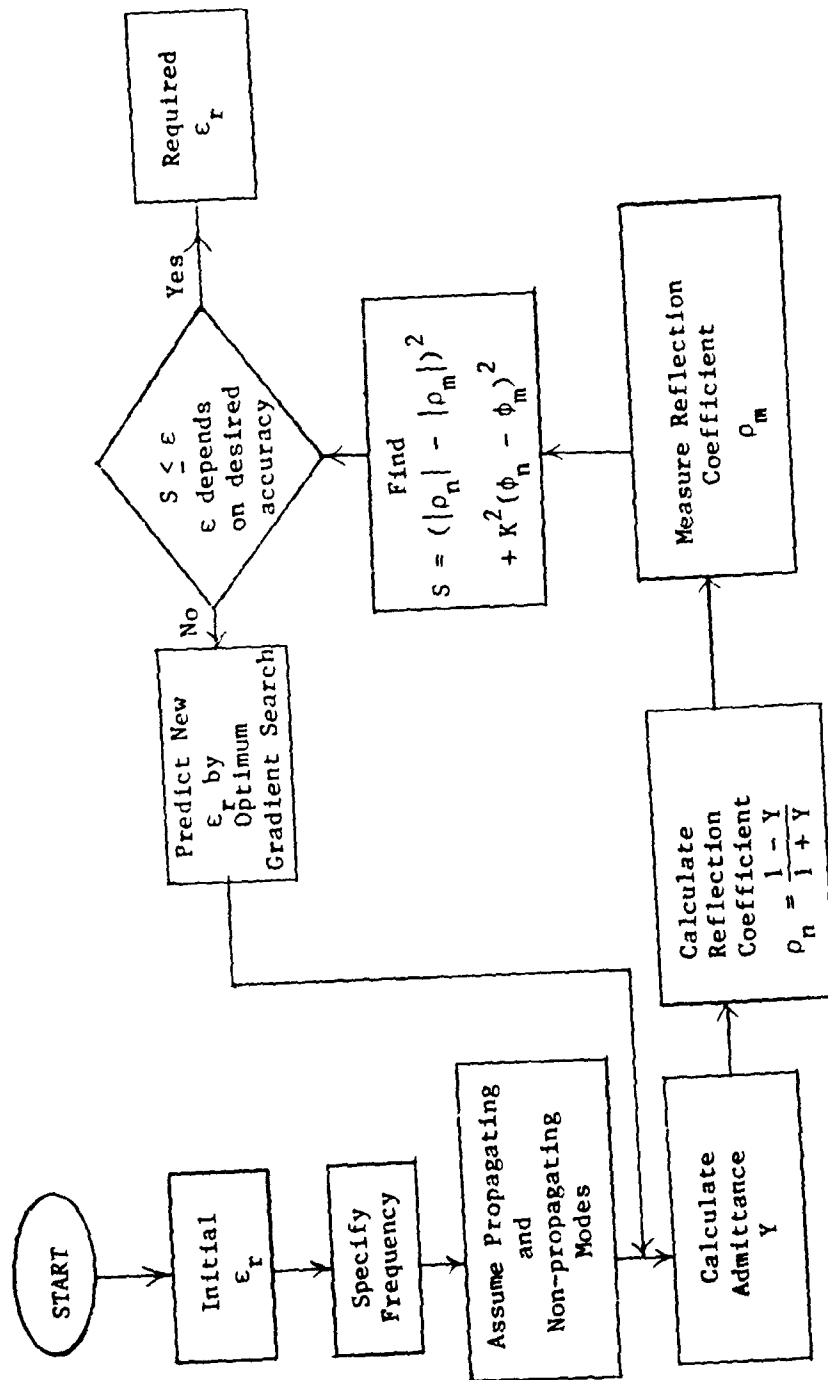 START
Initial
ε_r
Specify
Frequency
Assume Propagating
and
Non-propagating
Modes
Calculate
Admittance
Y
Calculate
Reflection
Coefficient
ρ_n = \frac{1 - Y}{1 + Y}
Measure Reflection
Coefficient
ρ_m
Find
S = (|ρ_n| - |ρ_m|)^2
+ K^2(φ_n - φ_m)^2
S ≤ ε
ε depends
on desired
accuracy
Yes
Required
ε_r
No
Predict New
ε_r by
Optimum
Gradient Search